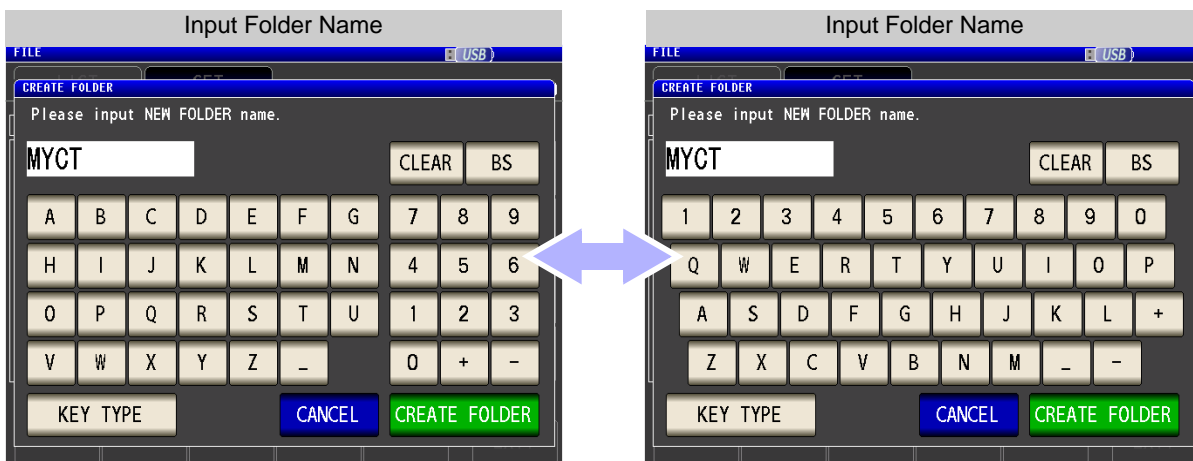 Input Folder Name
FILE
USB
CREATE FOLDER
Please input NEW FOLDER name.
MYCT
CLEAR BS
A B C D E F G 7 8 9
H I J K L M N 4 5 6
O P Q R S T U 1 2 3
V W X Y Z _ 0 + -
KEY TYPE CANCEL CREATE FOLDER
Input Folder Name
FILE
USB
CREATE FOLDER
Please input NEW FOLDER name.
MYCT
CLEAR BS
1 2 3 4 5 6 7 8 9 0
Q W E R T Y U I O P
A S D F G H J K L +
Z X C V B N M _ -
KEY TYPE CANCEL CREATE FOLDER